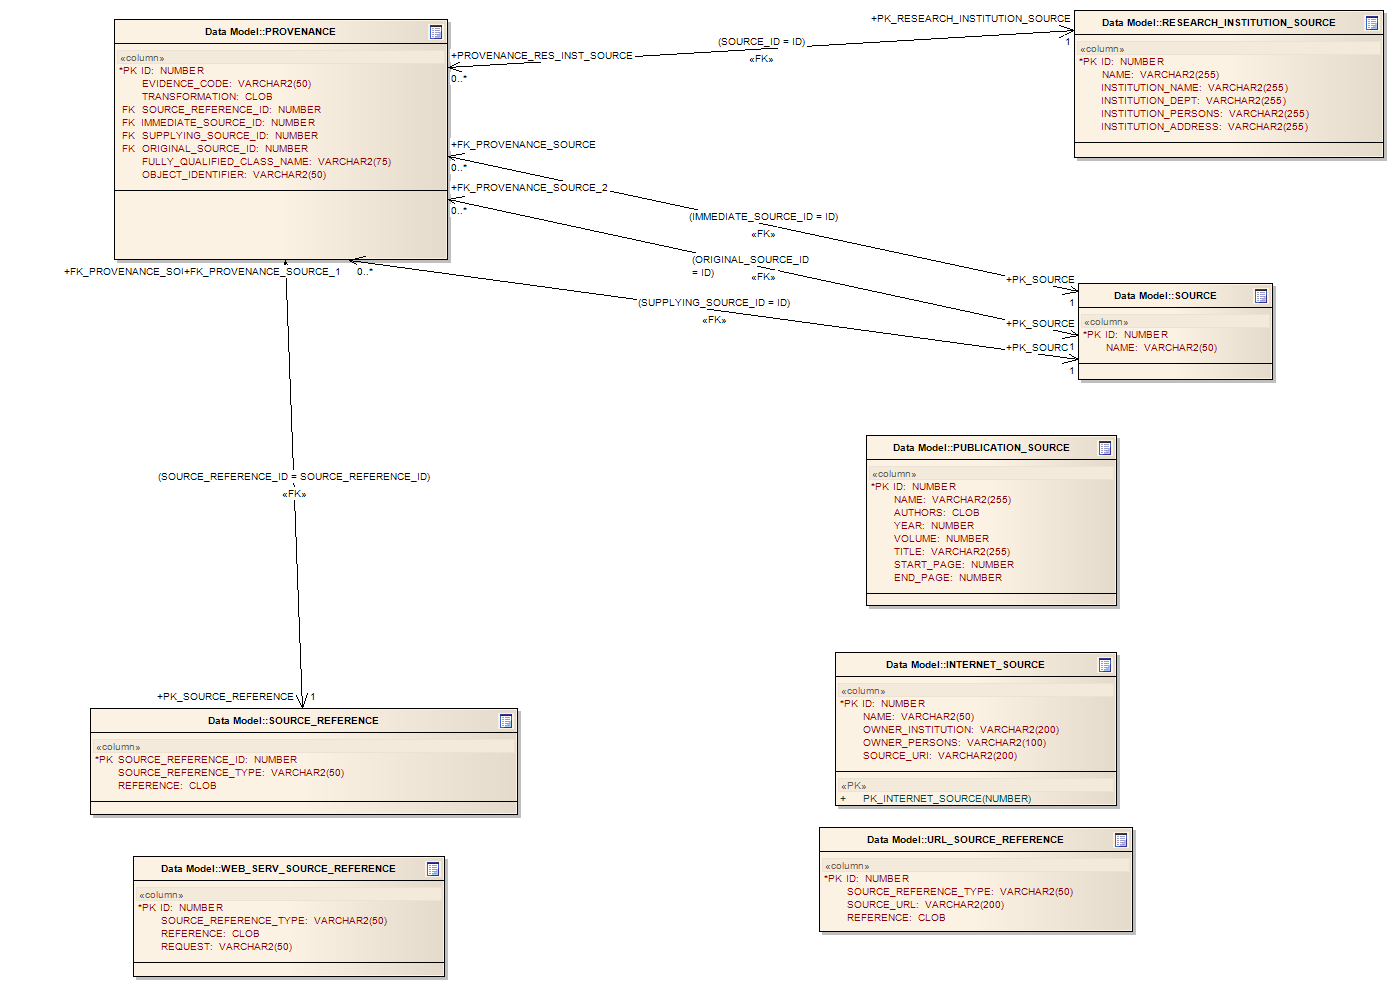 Data Model::PROVENANCE
«column»
*PK ID: NUMBER
EVIDENCE_CODE: VARCHAR2(50)
TRANSFORMATION: CLOB
FK SOURCE_REFERENCE_ID: NUMBER
FK IMMEDIATE_SOURCE_ID: NUMBER
FK SUPPLYING_SOURCE_ID: NUMBER
FK ORIGINAL_SOURCE_ID: NUMBER
FULLY_QUALIFIED_CLASS_NAME: VARCHAR2(75)
OBJECT_IDENTIFIER: VARCHAR2(50)
+PROVENANCE_RES_INST_SOURCE
0..*
(SOURCE_ID = ID)
«FK»
+PK_RESEARCH_INSTITUTION_SOURCE
1
Data Model::RESEARCH_INSTITUTION_SOURCE
«column»
*PK ID: NUMBER
NAME: VARCHAR2(255)
INSTITUTION_NAME: VARCHAR2(255)
INSTITUTION_DEPT: VARCHAR2(255)
INSTITUTION_PERSONS: VARCHAR2(255)
INSTITUTION_ADDRESS: VARCHAR2(255)
+FK_PROVENANCE_SOURCE
0..*
+FK_PROVENANCE_SOURCE_2
0..*
(IMMEDIATE_SOURCE_ID = ID)
«FK»
(ORIGINAL_SOURCE_ID
= ID)
«FK»
+FK_PROVENANCE_SOI+FK_PROVENANCE_SOURCE_1
0..*
(SUPPLYING_SOURCE_ID = ID)
«FK»
+PK_SOURCE
1
+PK_SOURCE
+PK_SOURC
1
1
Data Model::SOURCE
«column»
*PK ID: NUMBER
NAME: VARCHAR2(50)
(SOURCE_REFERENCE_ID = SOURCE_REFERENCE_ID)
«FK»
+PK_SOURCE_REFERENCE
1
Data Model::PUBLICATION_SOURCE
«column»
*PK ID: NUMBER
NAME: VARCHAR2(255)
AUTHORS: CLOB
YEAR: NUMBER
VOLUME: NUMBER
TITLE: VARCHAR2(255)
START_PAGE: NUMBER
END_PAGE: NUMBER
Data Model::INTERNET_SOURCE
«column»
*PK ID: NUMBER
NAME: VARCHAR2(50)
OWNER_INSTITUTION: VARCHAR2(200)
OWNER_PERSONS: VARCHAR2(100)
SOURCE_URI: VARCHAR2(200)
«PK»
+ PK_INTERNET_SOURCE(NUMBER)
Data Model::SOURCE_REFERENCE
«column»
*PK SOURCE_REFERENCE_ID: NUMBER
SOURCE_REFERENCE_TYPE: VARCHAR2(50)
REFERENCE: CLOB
Data Model::URL_SOURCE_REFERENCE
«column»
*PK ID: NUMBER
SOURCE_REFERENCE_TYPE: VARCHAR2(50)
SOURCE_URL: VARCHAR2(200)
REFERENCE: CLOB
Data Model::WEB_SERV_SOURCE_REFERENCE
«column»
*PK ID: NUMBER
SOURCE_REFERENCE_TYPE: VARCHAR2(50)
REFERENCE: CLOB
REQUEST: VARCHAR2(50)